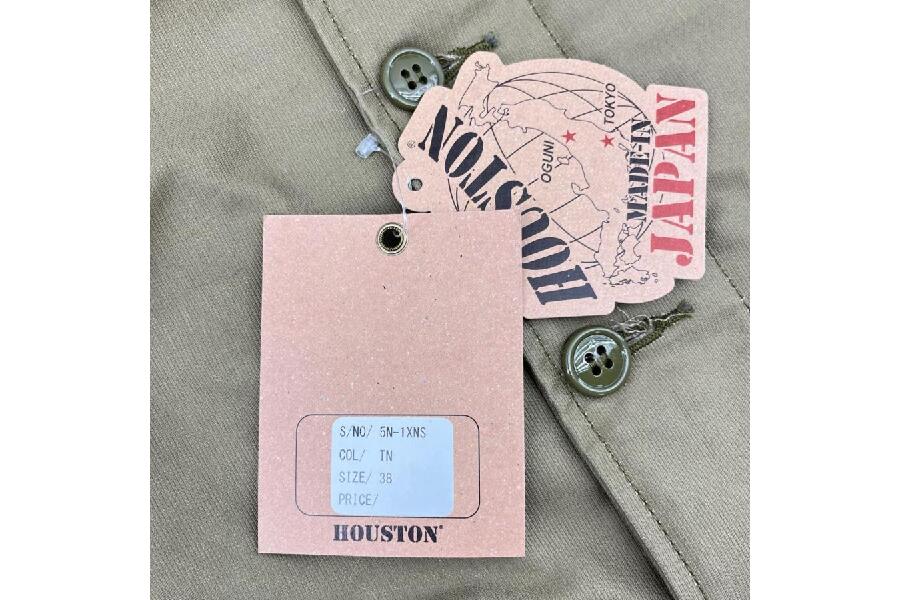 HOUSTON®
OGUNI
TOKYO
MADE-IN
JAPAN
S/NO/ 5N-1XNS
COL/ TN
SIZE/ 38
PRICE/
HOUSTON®